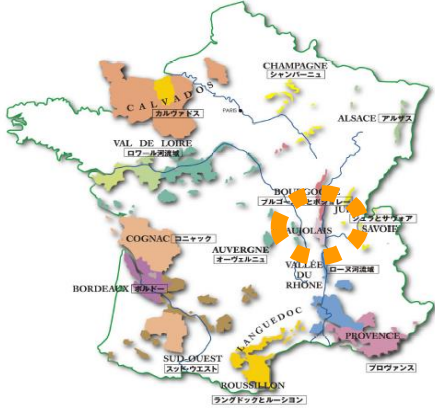 CHAMPAGNE
シャンパーニュ
CALVADOS
カルヴァドス
PARIS
ALSACE アルザス
VAL DE LOIRE
ロワール河流域
ジュラとサヴォア
SAVOIE
COGNAC コニャック
AUVERGNE
オーヴェルニュ
VALLÉE
DU
RHÔNE
ローヌ河流域
BORDEAUX ボルドー
LANGUEDOC
PROVENCE
プロヴァンス
SUD-OUEST
スッド・ウエスト
ROUSSILLON
ラングドックとルーション